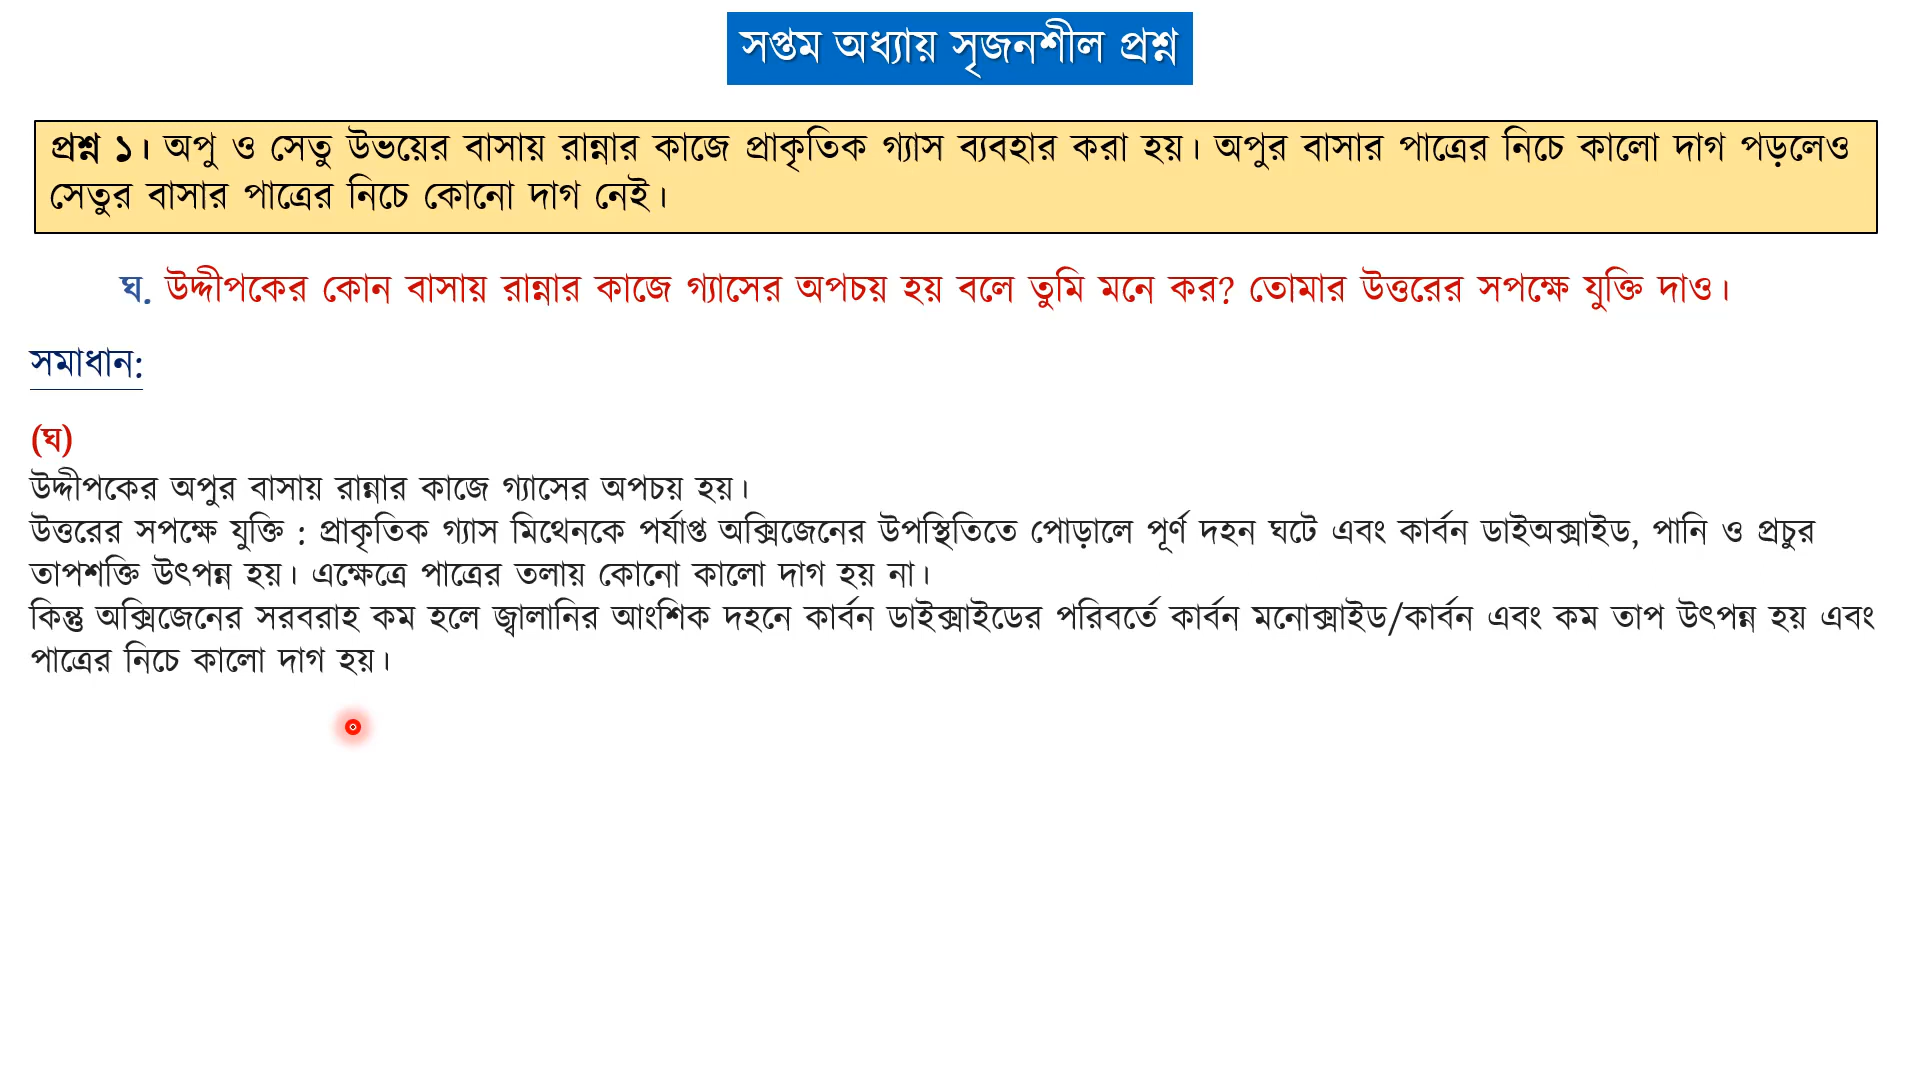 সপ্তম অধ্যায় সৃজনশীল প্রশ্ন
প্রশ্ন ১। অপু ও সেতু উভয়ের বাসায় রান্নার কাজে প্রাকৃতিক গ্যাস ব্যবহার করা হয়। অপুর বাসার পাত্রের নিচে কালো দাগ পড়লেও
সেতুর বাসার পাত্রের নিচে কোনো দাগ নেই।
ঘ. উদ্দীপকের কোন বাসায় রান্নার কাজে গ্যাসের অপচয় হয় বলে তুমি মনে কর? তোমার উত্তরের সপক্ষে যুক্তি দাও।
সমাধান:
(ঘ)
উদ্দীপকের অপুর বাসায় রান্নার কাজে গ্যাসের অপচয় হয়।
উত্তরের সপক্ষে যুক্তি : প্রাকৃতিক গ্যাস মিথেনকে পর্যাপ্ত অক্সিজেনের উপস্থিতিতে পোড়ালে পূর্ণ দহন ঘটে এবং কার্বন ডাইঅক্সাইড, পানি ও প্রচুর
তাপশক্তি উৎপন্ন হয়। এক্ষেত্রে পাত্রের তলায় কোনো কালো দাগ হয় না।
কিন্তু অক্সিজেনের সরবরাহ কম হলে জ্বালানির আংশিক দহনে কার্বন ডাইক্সাইডের পরিবর্তে কার্বন মনোক্সাইড/কার্বন এবং কম তাপ উৎপন্ন হয় এবং
পাত্রের নিচে কালো দাগ হয়।